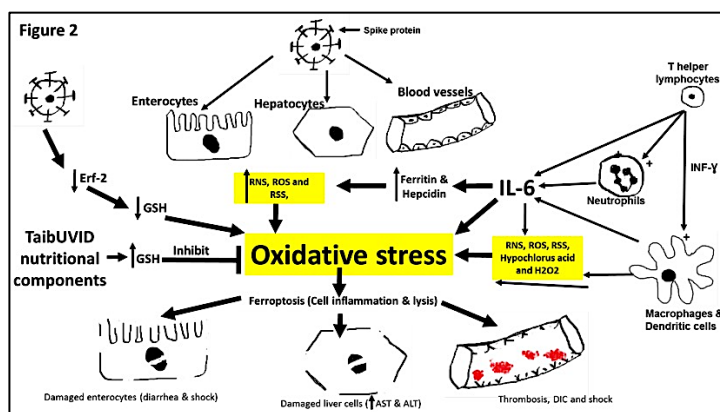 Figure 2
Spike protein
T helper
lymphocytes
Enterocytes
Hepatocytes
Blood vessels
+
INF-Ɣ
Erf-2
RNS, ROS and
RSS,
Ferritin &
Hepcidin
IL-6
Neutrophils
GSH
+
TaibUVID
nutritional
components
GSH
Inhibit
Oxidative stress
RNS, ROS, RSS,
Hypochlorus acid
and H2O2
Macrophages &
Dendritic cells
Ferroptosis (Cell inflammation & lysis)
Damaged enterocytes (diarrhea & shock)
Damaged liver cells (↑AST & ALT)
Thrombosis, DIC and shock